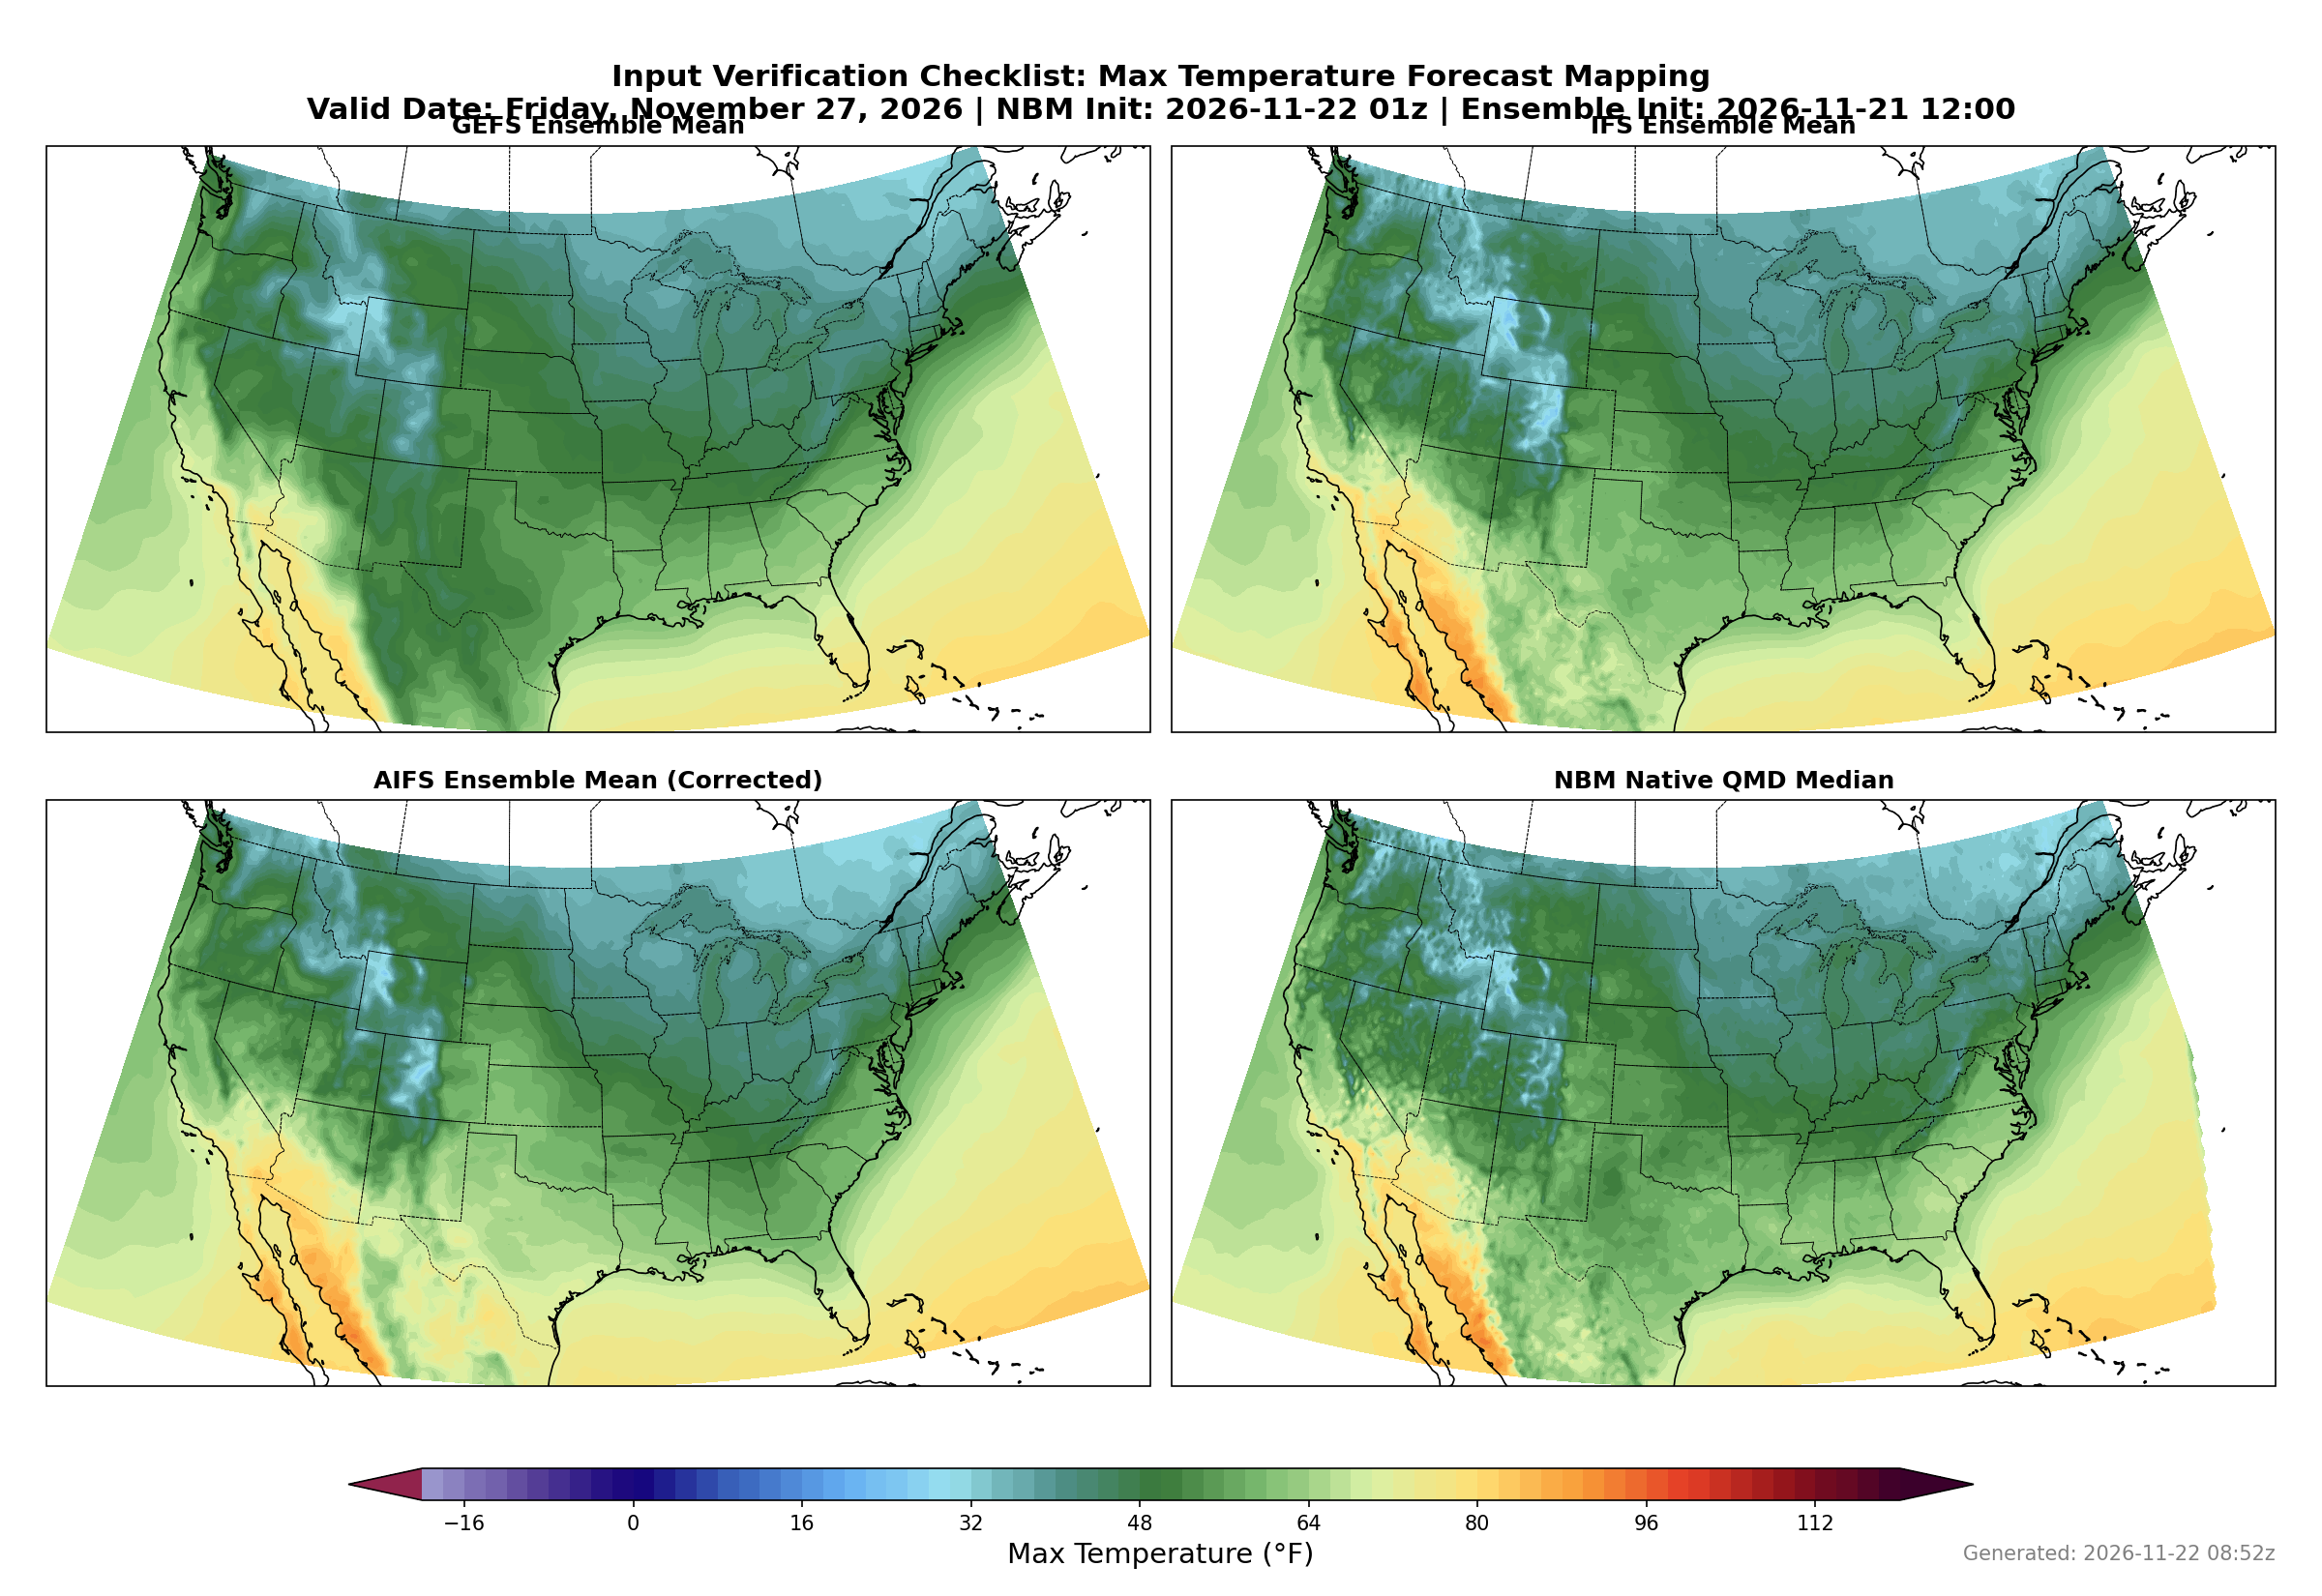 Input Verification Checklist: Max Temperature Forecast Mapping
Valid Date: Friday, November 27, 2026 | NBM Init: 2026-11-22 01z | Ensemble Init: 2026-11-21 12:00
GEFS Ensemble Mean
IFS Ensemble Mean
AIFS Ensemble Mean (Corrected)
NBM Native QMD Median
−16 0 16 32 48 64 80 96 112
Max Temperature (°F)
Generated: 2026-11-22 08:52z